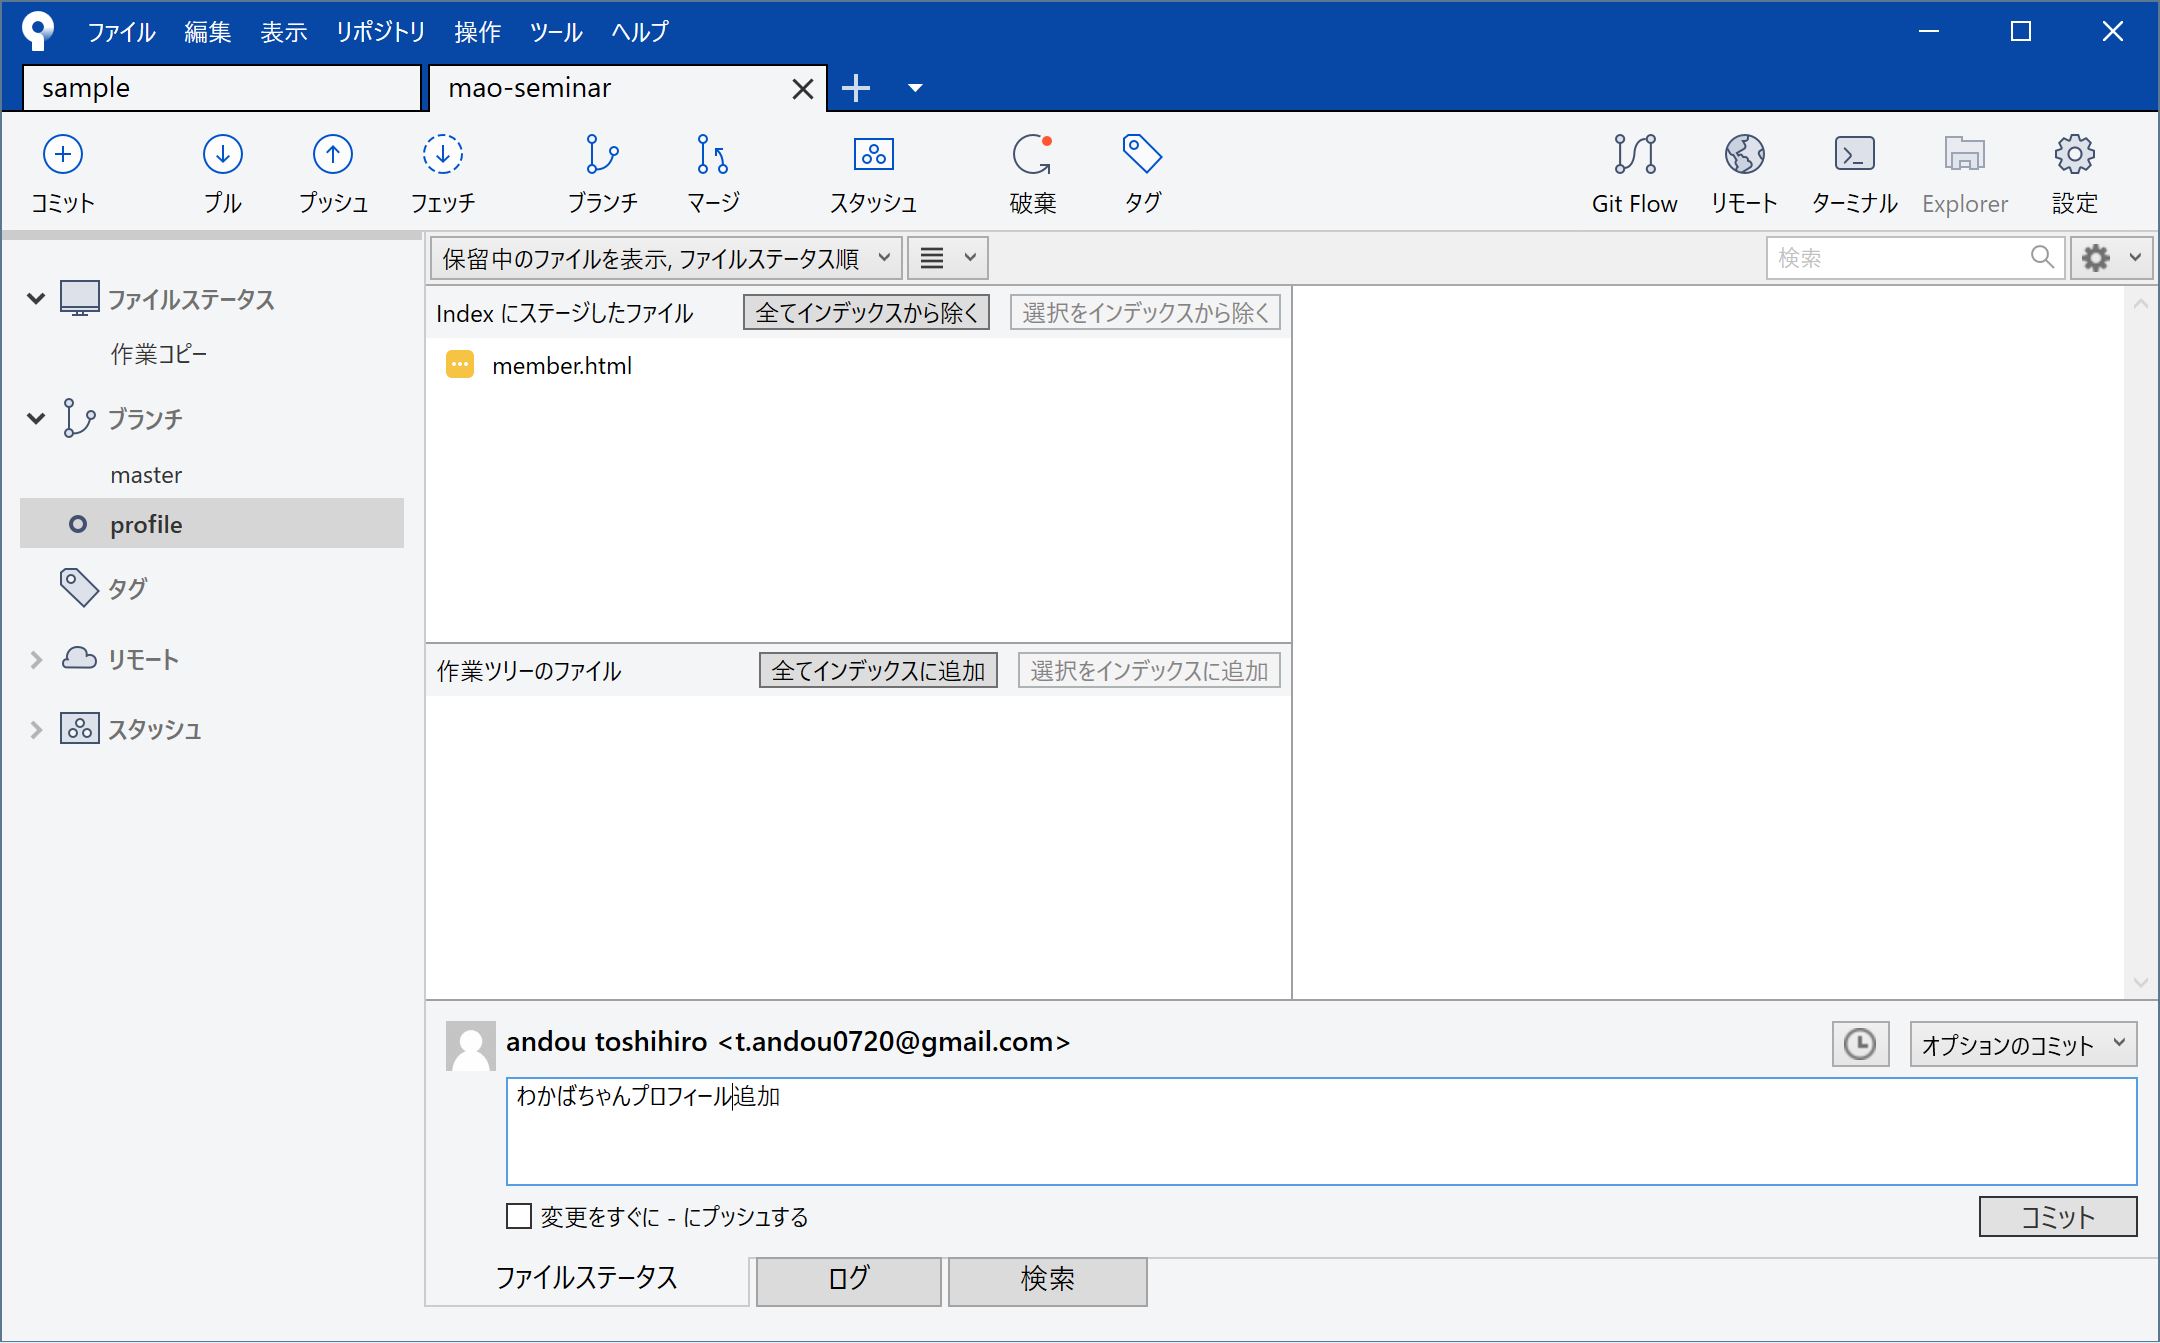 ファイル 編集 表示 リポジトリ 操作 ツール ヘルプ
sample mao-seminar
コミット プル プッシュ フェッチ ブランチ マージ スタッシュ 破棄 タグ Git Flow リモート ターミナル Explorer 設定
保留中のファイルを表示, ファイルステータス順 検索
ファイルステータス
作業コピー
ブランチ
master
profile
タグ
リモート
スタッシュ
Index にステージしたファイル 全てインデックスから除く 選択をインデックスから除く
member.html
作業ツリーのファイル 全てインデックスに追加 選択をインデックスに追加
andou toshihiro <t.andou0720@gmail.com> オプションのコミット
わかばちゃんプロフィール追加
変更をすぐに - にプッシュする コミット
ファイルステータス ログ 検索